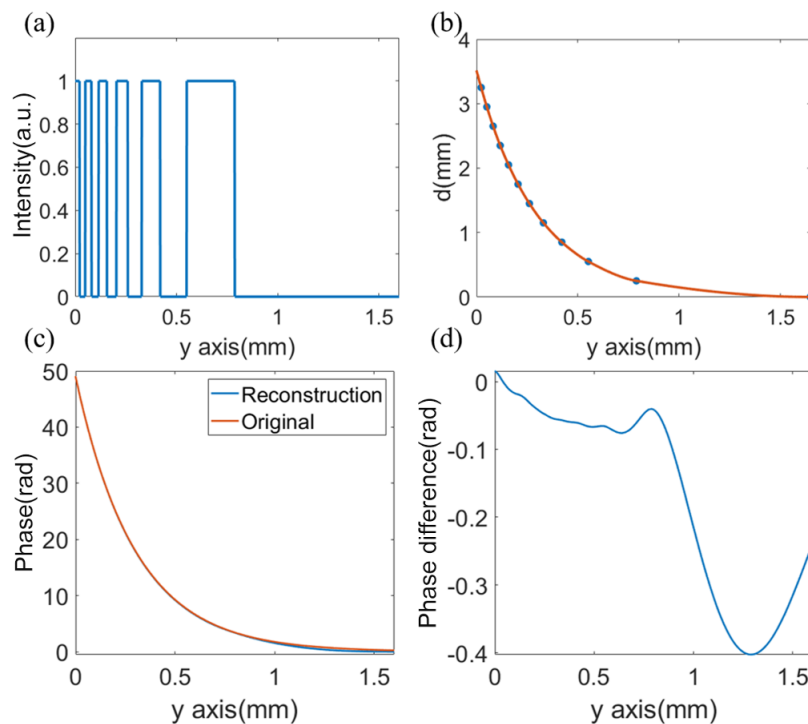 (a)
Intensity(a.u.)
1
0.8
0.6
0.4
0.2
0
0
0.5
1
1.5
y axis(mm)
(b)
d(mm)
4
3
2
1
0
0
0.5
1
1.5
y axis(mm)
(c)
Phase(rad)
50
40
30
20
10
0
0
0.5
1
1.5
y axis(mm)
Reconstruction
Original
(d)
Phase difference(rad)
0
-0.1
-0.2
-0.3
-0.4
0
0.5
1
1.5
y axis(mm)